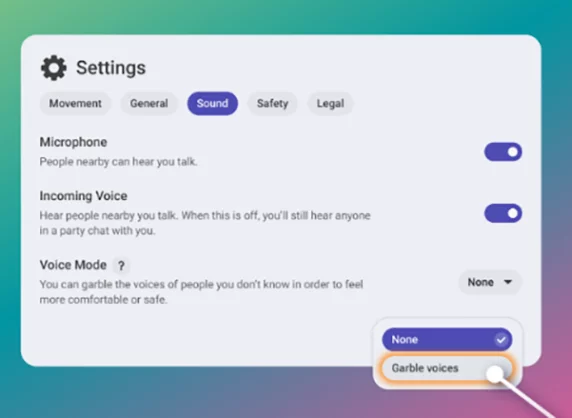 Settings
Movement General Sound Safety Legal
Microphone
People nearby can hear you talk.
Incoming Voice
Hear people nearby you talk. When this is off, you'll still hear anyone
in a party chat with you.
Voice Mode ?
You can garble the voices of people you don't know in order to feel
more comfortable or safe.
None
None
Garble voices